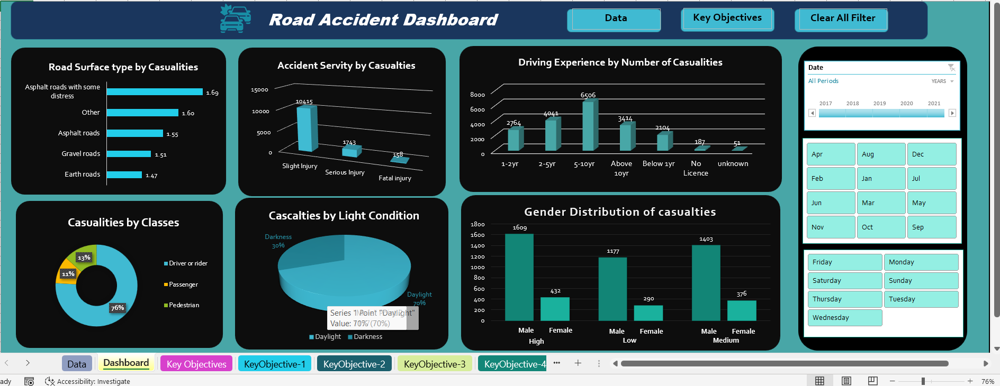 Road Accident Dashboard
Data
Key Objectives
Clear All Filter
Road Surface type by Casualities
Asphalt roads with some
distress
1.69
Other
1.60
Asphalt roads
1.55
Gravel roads
1.51
Earth roads
1.47
Accident Servity by Casualties
15000
10000
5000
0
10415
1743
158
Slight Injury
Serious Injury
Fatal injury
Driving Experience by Number of Casualities
8000
6000
4000
2000
0
2764
4041
6506
3414
2104
187
51
1-2yr
2-5yr
5-10yr
Above
10yr
Below 1yr
No
Licence
unknown
Date
All Periods
YEARS
2017 2018 2019 2020 2021
Apr Aug Dec
Feb Jan Jul
Jun Mar May
Nov Oct Sep
Friday Monday
Saturday Sunday
Thursday Tuesday
Wednesday
Casualities by Classes
13%
11%
76%
Driver or rider
Passenger
Pedestrian
Cascalties by Light Condition
Darkness
30%
Daylight
70%
Series 1 Point "Daylight"
Value: 70% (70%)
Daylight Darkness
Gender Distribution of casualties
1800
1600
1400
1200
1000
800
600
400
200
0
1609
432
1177
290
1403
376
Male Female Male Female Male Female
High Low Medium
Data Dashboard Key Objectives KeyObjective-1 KeyObjective-2 KeyObjective-3 KeyObjective-4
ady Accessibility: Investigate
76%